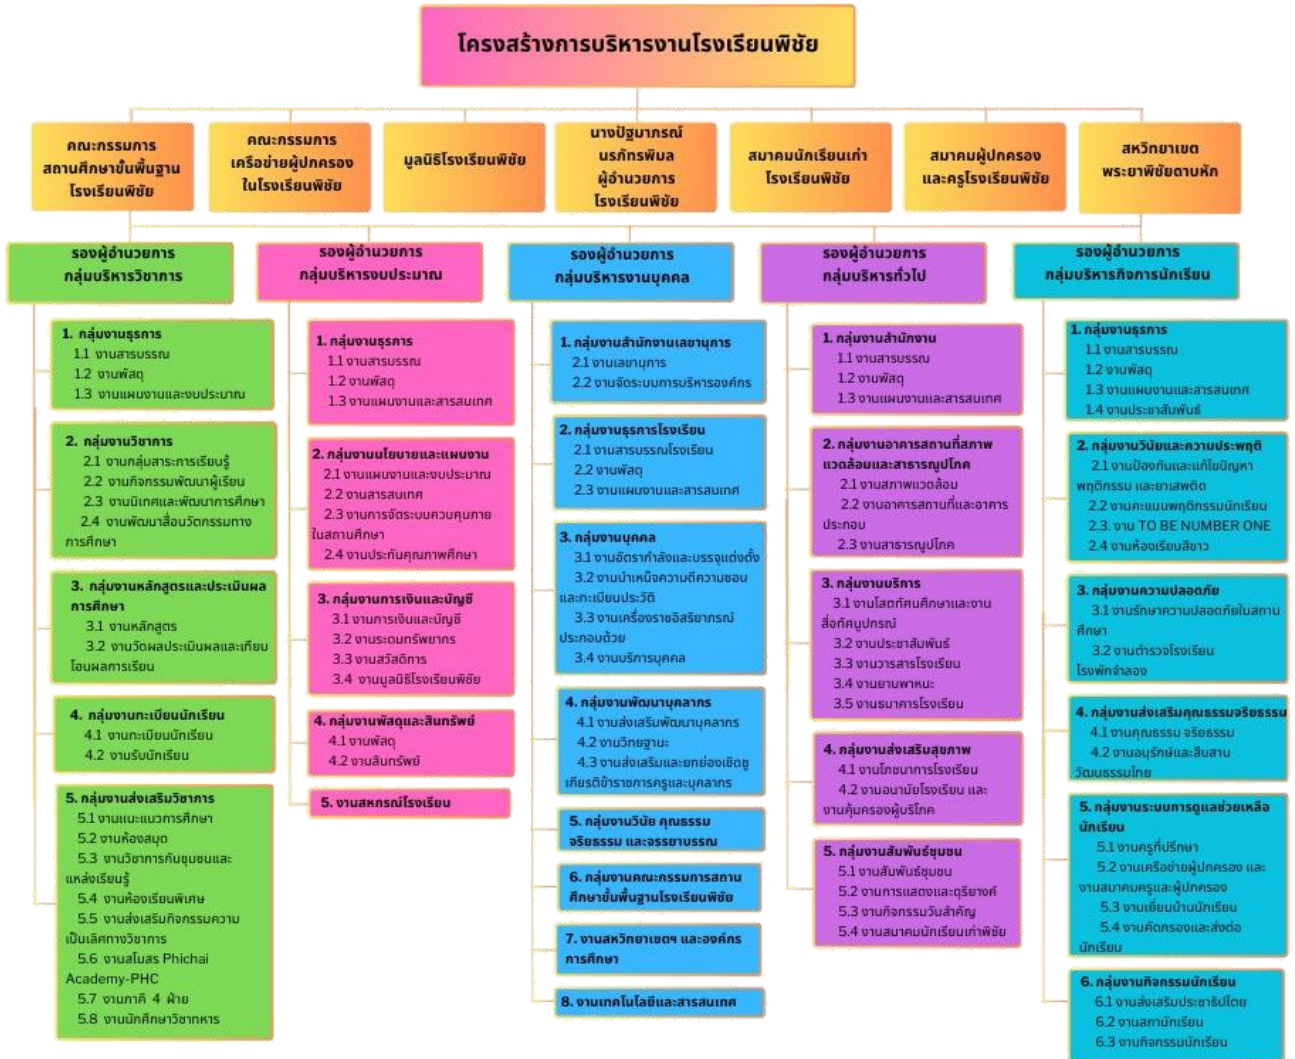 โครงสร้างการบริหารงานโรงเรียนพิชัย
คณะกรรมการ
สถานศึกษาขั้นพื้นฐาน
โรงเรียนพิชัย
คณะกรรมการ
เครือข่ายผู้ปกครอง
ในโรงเรียนพิชัย
มูลนิธิโรงเรียนพิชัย
นางปัฐมาภรณ์
นรภัทรพิมล
ผู้อำนวยการ
โรงเรียนพิชัย
สมาคมนักเรียนเก่า
โรงเรียนพิชัย
สมาคมผู้ปกครอง
และครูโรงเรียนพิชัย
สหวิทยาเขต
พระยาพิชัยดาบหัก
รองผู้อำนวยการ
กลุ่มบริหารวิชาการ
1. กลุ่มงานธุรการ
1.1 งานสารบรรณ
1.2 งานพัสดุ
1.3 งานแผนงานและงบประมาณ
2. กลุ่มงานวิชาการ
2.1 งานกลุ่มสาระการเรียนรู้
2.2 งานกิจกรรมพัฒนาผู้เรียน
2.3 งานนิเทศและพัฒนาการศึกษา
2.4 งานพัฒนาสื่อนวัตกรรมทาง
การศึกษา
3. กลุ่มงานหลักสูตรและประเมินผล
การศึกษา
3.1 งานหลักสูตร
3.2 งานวัดผลประเมินผลและเทียบ
โอนผลการเรียน
4. กลุ่มงานทะเบียนนักเรียน
4.1 งานทะเบียนนักเรียน
4.2 งานรับนักเรียน
5. กลุ่มงานส่งเสริมวิชาการ
5.1 งานแนะแนวการศึกษา
5.2 งานห้องสมุด
5.3 งานวิชาการกับชุมชนและ
แหล่งเรียนรู้
5.4 งานห้องเรียนพิเศษ
5.5 งานส่งเสริมกิจกรรมความ
เป็นเลิศทางวิชาการ
5.6 งานสโมสร Phichai
Academy-PHC
5.7 งานภาคี 4 ฝ่าย
5.8 งานนักศึกษาวิชาทหาร
รองผู้อำนวยการ
กลุ่มบริหารงบประมาณ
1. กลุ่มงานธุรการ
1.1 งานสารบรรณ
1.2 งานพัสดุ
1.3 งานแผนงานและสารสนเทศ
2. กลุ่มงานนโยบายและแผนงาน
2.1 งานแผนงานและงบประมาณ
2.2 งานสารสนเทศ
2.3 งานการจัดระบบควบคุมภาย
ในสถานศึกษา
2.4 งานประกันคุณภาพศึกษา
3. กลุ่มงานการเงินและบัญชี
3.1 งานการเงินและบัญชี
3.2 งานระดมทรัพยากร
3.3 งานสวัสดิการ
3.4 งานมูลนิธิโรงเรียนพิชัย
4. กลุ่มงานพัสดุและสินทรัพย์
4.1 งานพัสดุ
4.2 งานสินทรัพย์
5. งานสหกรณ์โรงเรียน
รองผู้อำนวยการ
กลุ่มบริหารงานบุคคล
1. กลุ่มงานสำนักงานเลขานุการ
2.1 งานเลขานุการ
2.2 งานจัดระบบการบริหารองค์กร
2. กลุ่มงานธุรการโรงเรียน
2.1 งานสารบรรณโรงเรียน
2.2 งานพัสดุ
2.3 งานแผนงานและสารสนเทศ
3. กลุ่มงานบุคคล
3.1 งานอัตรากำลังและบรรจุแต่งตั้ง
3.2 งานบำเหน็จความดีความชอบ
และทะเบียนประวัติ
3.3 งานเครื่องราชอิสริยาภรณ์
ประกอบด้วย
3.4 งานบริการบุคคล
4. กลุ่มงานพัฒนาบุคลากร
4.1 งานส่งเสริมพัฒนาบุคลากร
4.2 งานวิทยฐานะ
4.3 งานส่งเสริมและยกย่องเชิดชู
เกียรติข้าราชการครูและบุคลากร
5. กลุ่มงานวินัย คุณธรรม
จริยธรรม และจรรยาบรรณ
6. กลุ่มงานคณะกรรมการสถาน
ศึกษาขั้นพื้นฐานโรงเรียนพิชัย
7. งานสหวิทยาเขตฯ และองค์กร
การศึกษา
8. งานเทคโนโลยีและสารสนเทศ
รองผู้อำนวยการ
กลุ่มบริหารทั่วไป
1. กลุ่มงานสำนักงาน
1.1 งานสารบรรณ
1.2 งานพัสดุ
1.3 งานแผนงานและสารสนเทศ
2. กลุ่มงานอาคารสถานที่สภาพ
แวดล้อมและสาธารณูปโภค
2.1 งานสภาพแวดล้อม
2.2 งานอาคารสถานที่และอาคาร
ประกอบ
2.3 งานสาธารณูปโภค
3. กลุ่มงานบริการ
3.1 งานโสตทัศนศึกษาและงาน
สื่อทัศนูปกรณ์
3.2 งานประชาสัมพันธ์
3.3 งานวารสารโรงเรียน
3.4 งานยานพาหนะ
3.5 งานธนาคารโรงเรียน
4. กลุ่มงานส่งเสริมสุขภาพ
4.1 งานโภชนาการโรงเรียน
4.2 งานอนามัยโรงเรียน และ
งานคุ้มครองผู้บริโภค
5. กลุ่มงานสัมพันธ์ชุมชน
5.1 งานสัมพันธ์ชุมชน
5.2 งานการแสดงและดุริยางค์
5.3 งานกิจกรรมวันสำคัญ
5.4 งานสมาคมนักเรียนเก่าพิชัย
รองผู้อำนวยการ
กลุ่มบริหารกิจการนักเรียน
1. กลุ่มงานธุรการ
1.1 งานสารบรรณ
1.2 งานพัสดุ
1.3 งานแผนงานและสารสนเทศ
1.4 งานประชาสัมพันธ์
2. กลุ่มงานวินัยและความประพฤติ
2.1 งานป้องกันและแก้ไขปัญหา
พฤติกรรม และยาเสพติด
2.2 งานคะแนนพฤติกรรมนักเรียน
2.3. งาน TO BE NUMBER ONE
2.4 งานห้องเรียนสีขาว
3. กลุ่มงานความปลอดภัย
3.1 งานรักษาความปลอดภัยในสถาน
ศึกษา
3.2 งานตำรวจโรงเรียน
โรงพักจำลอง
4. กลุ่มงานส่งเสริมคุณธรรมจริยธรรม
4.1 งานคุณธรรม จริยธรรม
4.2 งานอนุรักษ์และสืบสาน
วัฒนธรรมไทย
5. กลุ่มงานระบบการดูแลช่วยเหลือ
นักเรียน
5.1 งานครูที่ปรึกษา
5.2 งานเครือข่ายผู้ปกครอง และ
งานสมาคมครูและผู้ปกครอง
5.3 งานเยี่ยมบ้านนักเรียน
5.4 งานคัดกรองและส่งต่อ
นักเรียน
6. กลุ่มงานกิจกรรมนักเรียน
6.1 งานส่งเสริมประชาธิปไตย
6.2 งานสภานักเรียน
6.3 งานกิจกรรมนักเรียน